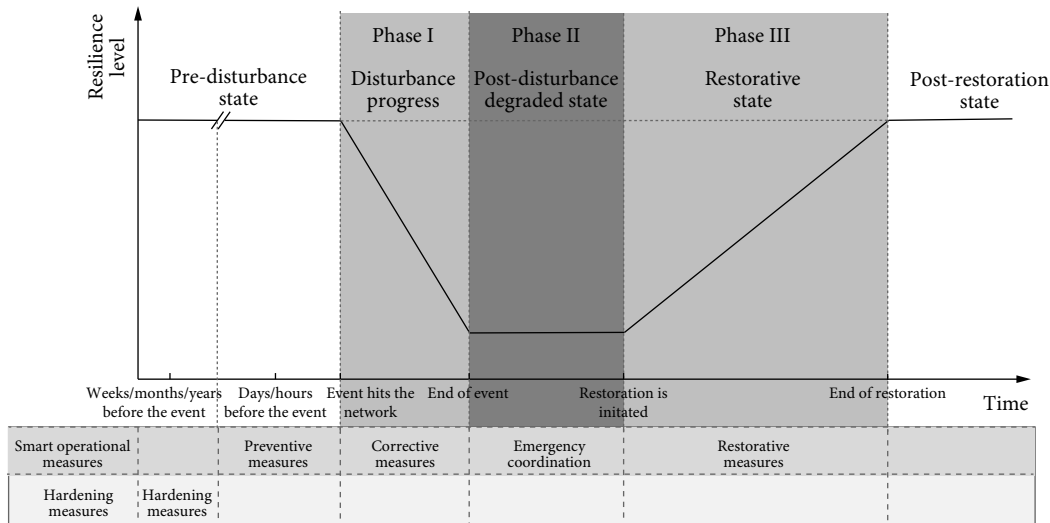 Resilience
level
Pre-disturbance
state
Phase I
Disturbance
progress
Phase II
Post-disturbance
degraded state
Phase III
Restorative
state
Post-restoration
state
Weeks/months/years
before the event
Days/hours
before the event
Event hits the
network
End of event
Restoration is
initated
End of restoration
Time
Smart operational
measures
Preventive
measures
Corrective
measures
Emergency
coordination
Restorative
measures
Hardening
measures
Hardening
measures